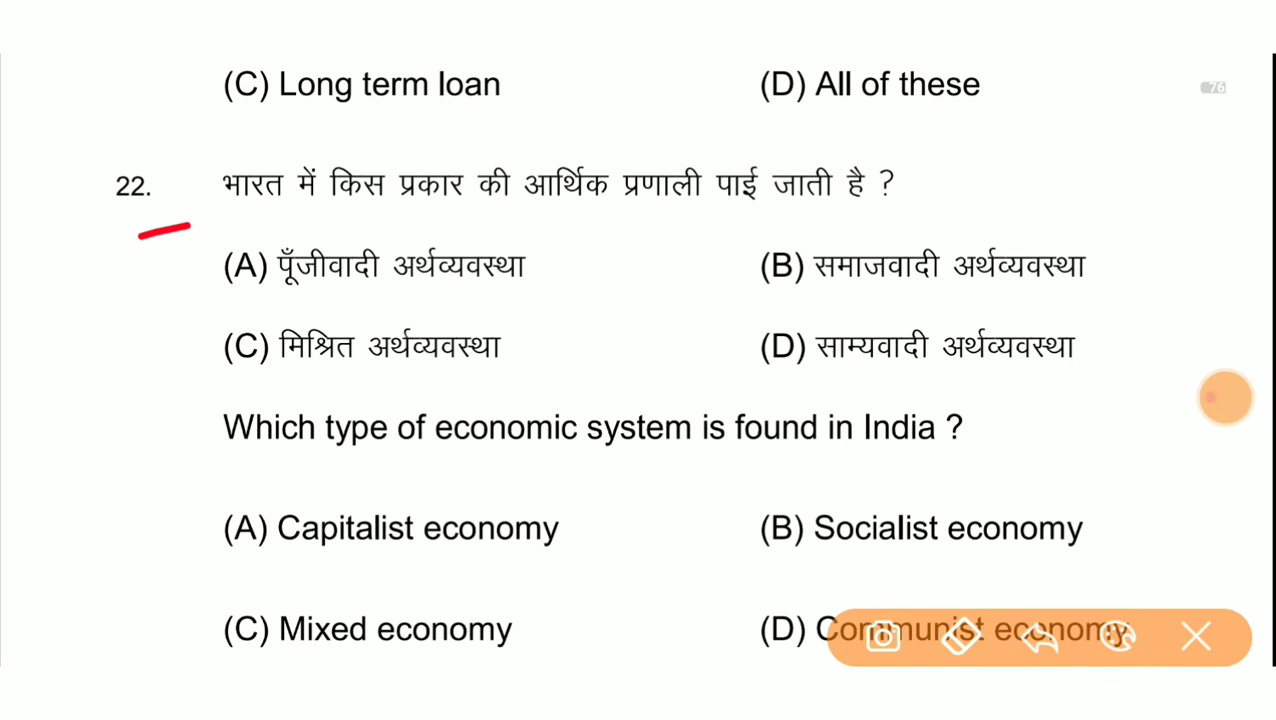 (C) Long term loan (D) All of these
76
22. भारत में किस प्रकार की आर्थिक प्रणाली पाई जाती है ?
(A) पूँजीवादी अर्थव्यवस्था (B) समाजवादी अर्थव्यवस्था
(C) मिश्रित अर्थव्यवस्था (D) साम्यवादी अर्थव्यवस्था
Which type of economic system is found in India ?
(A) Capitalist economy (B) Socialist economy
(C) Mixed economy (D) Communist economy